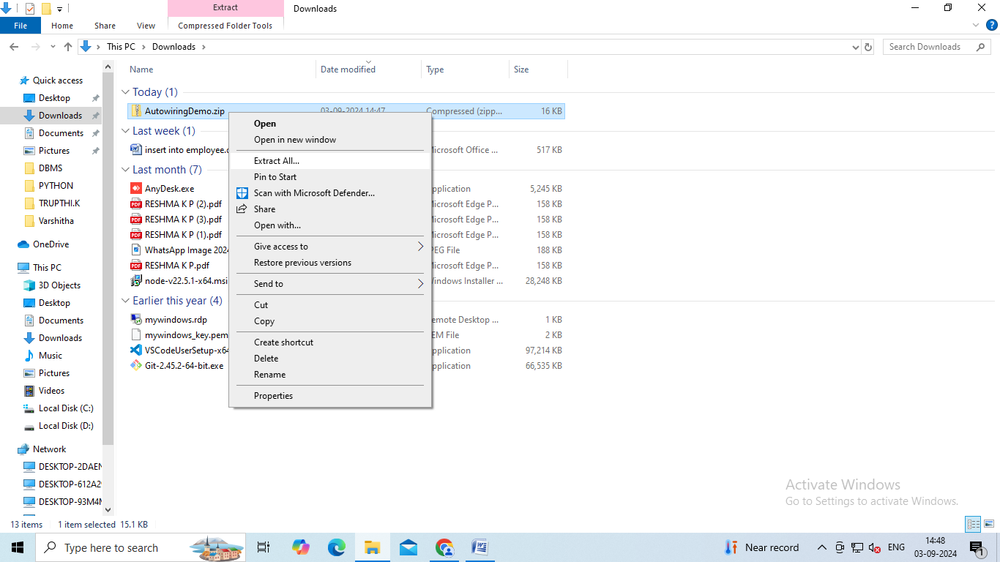 Extract
Downloads
File
Home
Share
View
Compressed Folder Tools
This PC
Downloads
Search Downloads
Name
Date modified
Type
Size
Quick access
Desktop
Downloads
Documents
Pictures
DBMS
PYTHON
TRUPTHI.K
Varshitha
OneDrive
This PC
3D Objects
Desktop
Documents
Downloads
Music
Pictures
Videos
Local Disk (C:)
Local Disk (D:)
Network
DESKTOP-2DAEN
DESKTOP-612A2
DESKTOP-93M4M
Today (1)
AutowiringDemo.zip 03-09-2024 14:47 Compressed (zipp... 16 KB
Last week (1)
insert into employee. Microsoft Office ... 517 KB
Last month (7)
AnyDesk.exe pplication 5,245 KB
RESHMA K P (2).pdf Microsoft Edge P... 158 KB
RESHMA K P (3).pdf Microsoft Edge P... 158 KB
RESHMA K P (1).pdf Microsoft Edge P... 158 KB
WhatsApp Image 2024 PEG File 188 KB
RESHMA K P.pdf Microsoft Edge P... 158 KB
node-v22.5.1-x64.msi Windows Installer ... 28,248 KB
Earlier this year (4)
mywindows.rdp emote Desktop ... 1 KB
mywindows_key.pem EM File 2 KB
VSCodeUserSetup-x64 pplication 97,214 KB
Git-2.45.2-64-bit.exe pplication 66,535 KB
Open
Open in new window
Extract All...
Pin to Start
Scan with Microsoft Defender...
Share
Open with...
Give access to
Restore previous versions
Send to
Cut
Copy
Create shortcut
Delete
Rename
Properties
Activate Windows
Go to Settings to activate Windows.
13 items 1 item selected 15.1 KB
Type here to search
Near record
ENG
14:48
03-09-2024
1